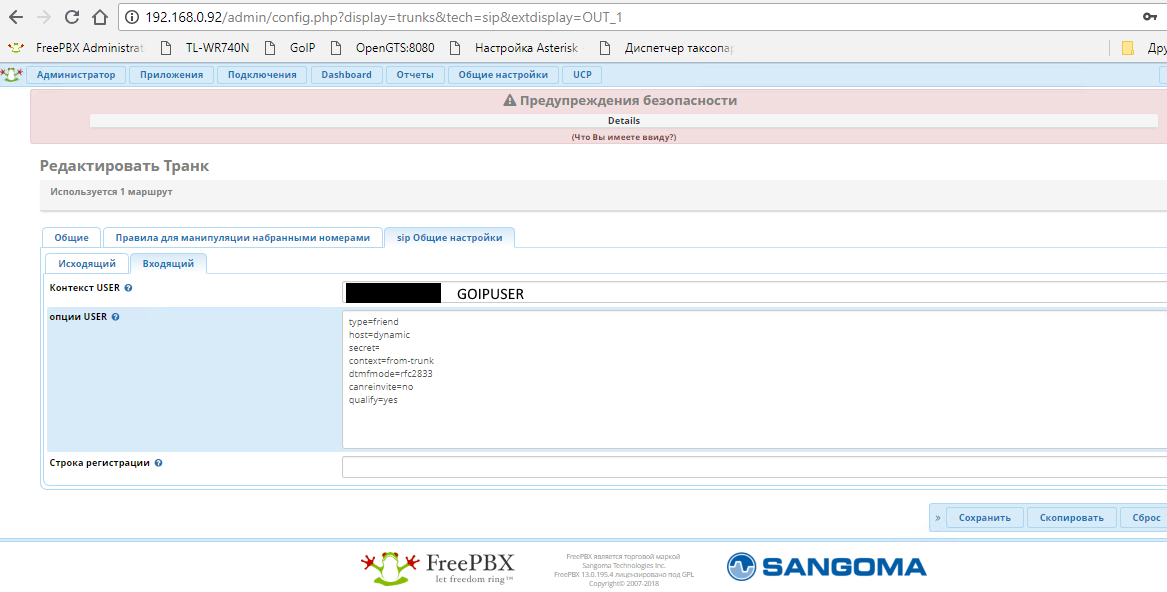 192.168.0.92/admin/config.php?display=trunks&tech=sip&extdisplay=OUT_1
FreePBX Administrat TL-WR740N GoIP OpenGTS:8080 Настройка Asterisk Диспетчер таксопар Дру
Администратор Приложения Подключения Dashboard Отчеты Общие настройки UCP
Предупреждения безопасности
Details
(Что Вы имеете ввиду?)
Редактировать Транк
Используется 1 маршрут
Общие Правила для манипуляции набранными номерами sip Общие настройки
Исходящий Входящий
Контекст USER GOIPUSER
опции USER
type=friend
host=dynamic
secret=
context=from-trunk
dtmfmode=rfc2833
canreinvite=no
qualify=yes
Строка регистрации
» Сохранить Скопировать Сброс
FreePBX
let freedom ring™
FreePBX является торговой маркой
Sangoma Technologies Inc.
FreePBX 13.0.195.4 лицензировано под GPL
Copyright© 2007-2018
SANGOMA